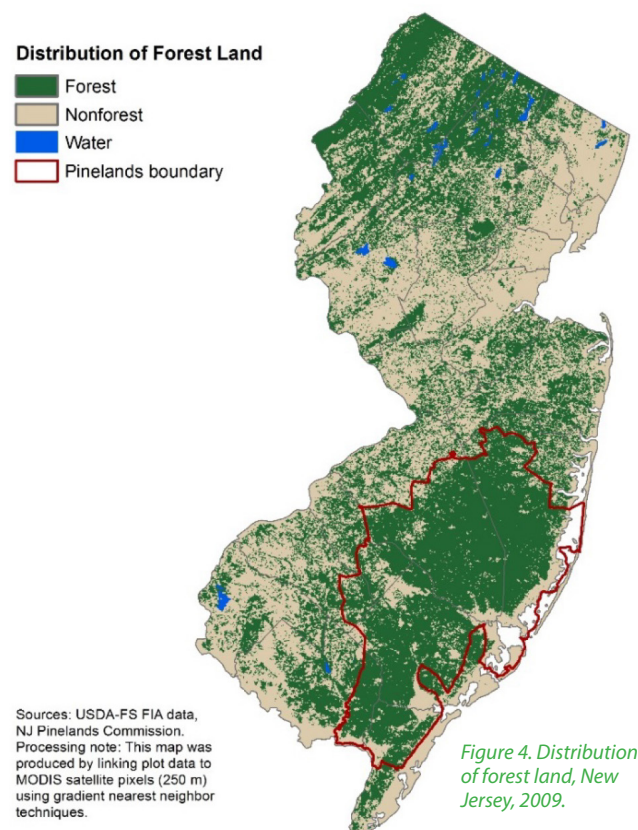 Distribution of Forest Land
Forest
Nonforest
Water
Pinelands boundary
Sources: USDA-FS FIA data,
NJ Pinelands Commission.
Processing note: This map was
produced by linking plot data to
MODIS satellite pixels (250 m)
using gradient nearest neighbor
techniques.
Figure 4. Distribution
of forest land, New
Jersey, 2009.